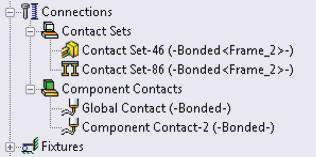 Connections
Contact Sets
Contact Set-46 (-Bonded<Frame_2>-)
Contact Set-86 (-Bonded<Frame_2>-)
Component Contacts
Global Contact (-Bonded-)
Component Contact-2 (-Bonded-)
Fixtures